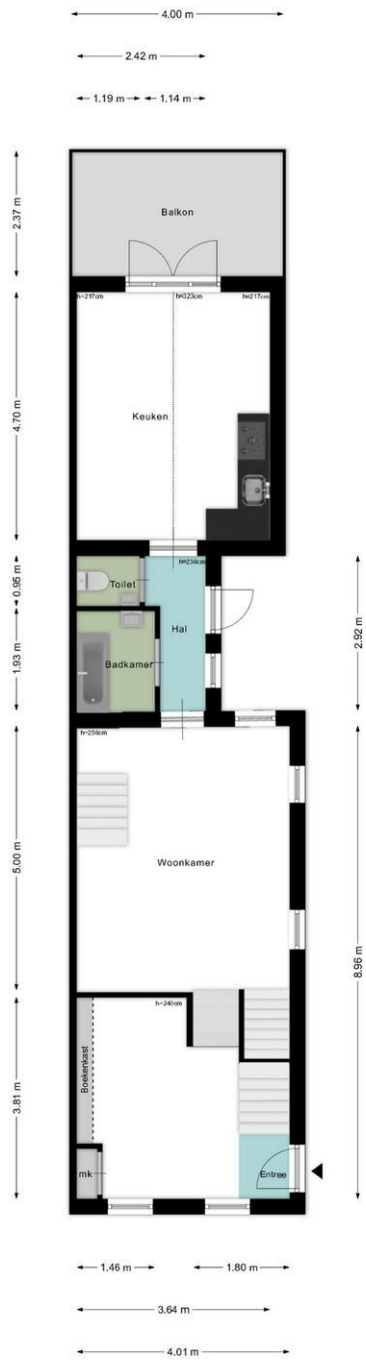 4.00 m
2.42 m
1.19 m
1.14 m
2.37 m
Balkon
h=217cm
h=323cm
h=217cm
4.70 m
Keuken
h=236cm
0.95 m
Toilet
Hal
2.92 m
1.93 m
Badkamer
h=256cm
5.00 m
Woonkamer
8.96 m
h=240cm
3.81 m
Boekenkast
mk
Entree
1.46 m
1.80 m
3.64 m
4.01 m